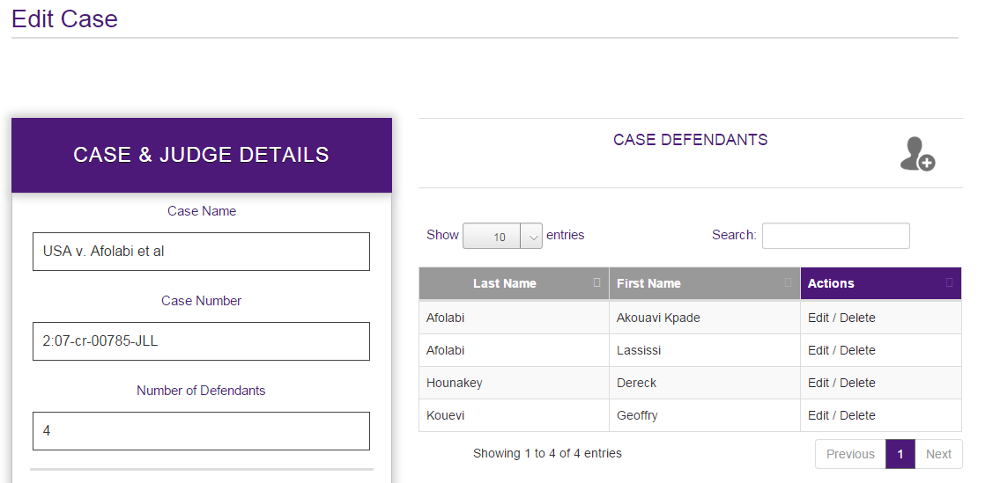 Edit Case
CASE & JUDGE DETAILS
Case Name
USA v. Afolabi et al
Case Number
2:07-cr-00785-JLL
Number of Defendants
4
CASE DEFENDANTS
Show 10 entries Search:
Last Name First Name Actions
Afolabi Akouavi Kpade Edit / Delete
Afolabi Lassissi Edit / Delete
Hounakey Dereck Edit / Delete
Kouevi Geoffry Edit / Delete
Showing 1 to 4 of 4 entries Previous 1 Next